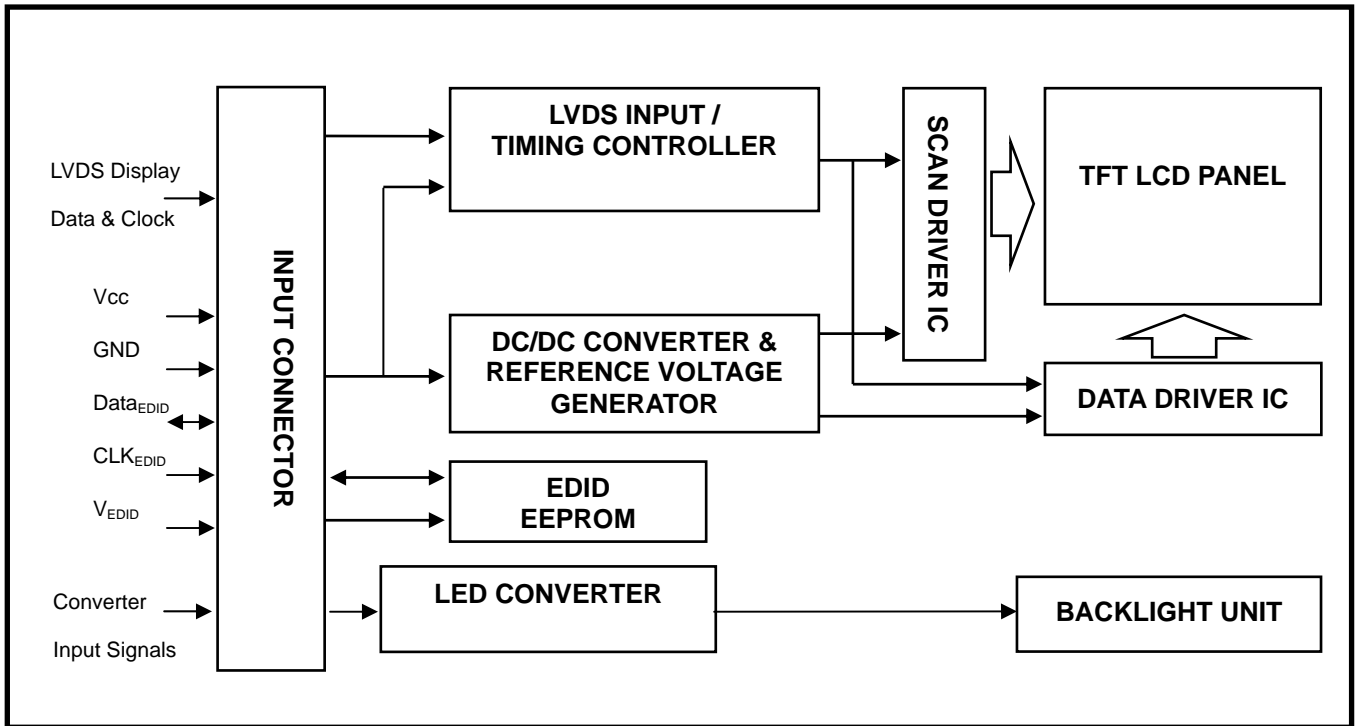 LVDS Display
Data & Clock
Vcc
GND
DataEDID
CLKEDID
VEDID
Converter
Input Signals
INPUT CONNECTOR
LVDS INPUT /
TIMING CONTROLLER
DC/DC CONVERTER &
REFERENCE VOLTAGE
GENERATOR
EDID
EEPROM
LED CONVERTER
SCAN DRIVER IC
TFT LCD PANEL
DATA DRIVER IC
BACKLIGHT UNIT